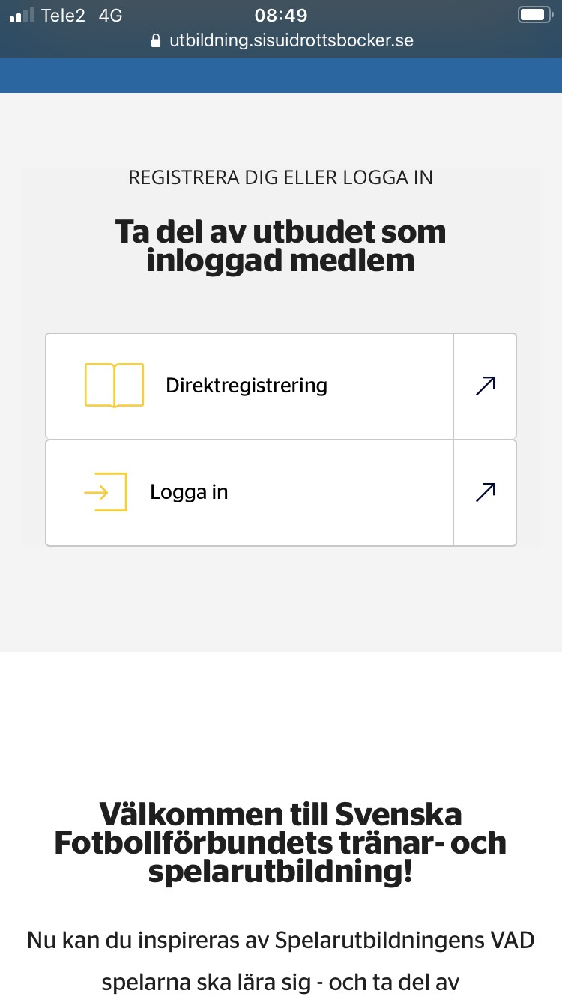 Tele2 4G 08:49
utbildning.sisuidrottsbocker.se
REGISTRERA DIG ELLER LOGGA IN
Ta del av utbudet som
inloggad medlem
Direktregistrering
Logga in
Välkommen till Svenska
Fotbollförbundets tränar- och
spelarutbildning!
Nu kan du inspireras av Spelarutbildningens VAD
spelarna ska lära sig - och ta del av